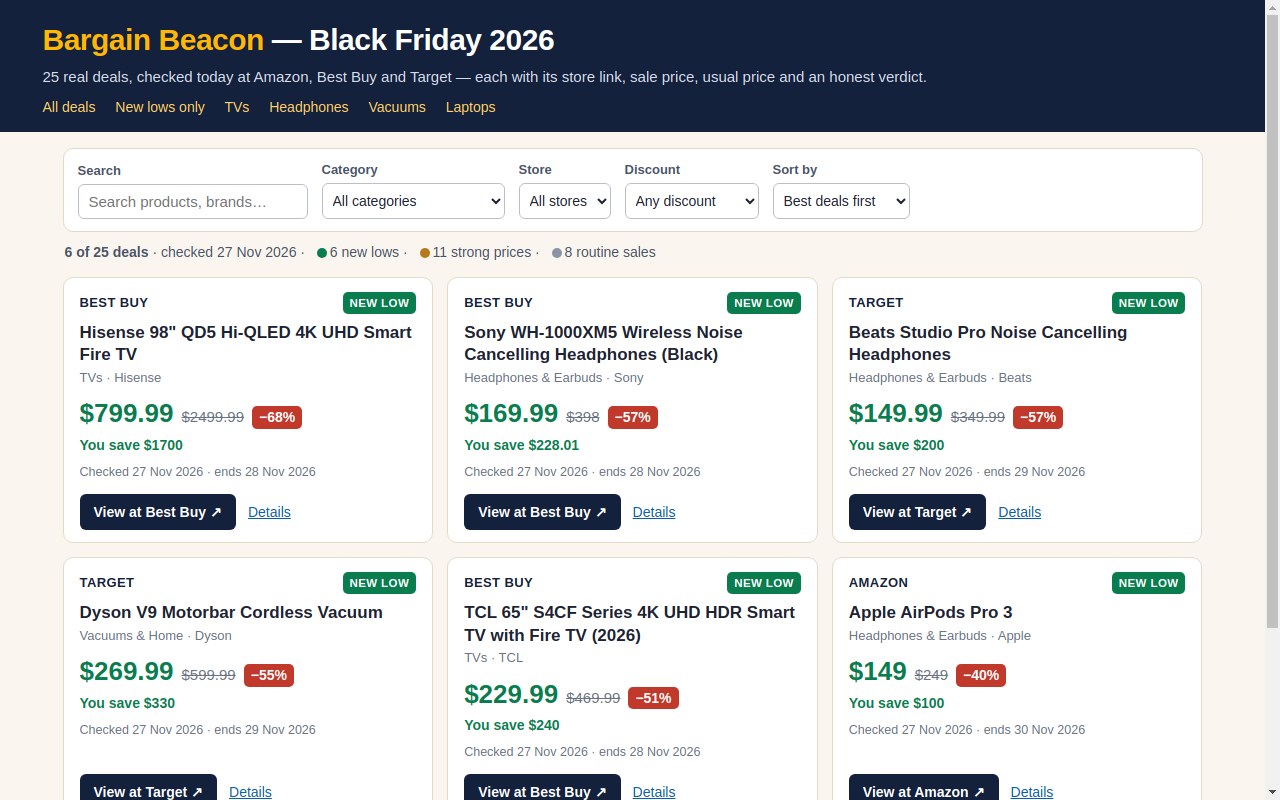 Bargain Beacon — Black Friday 2026
25 real deals, checked today at Amazon, Best Buy and Target — each with its store link, sale price, usual price and an honest verdict.
All deals New lows only TVs Headphones Vacuums Laptops
Search Category Store Discount Sort by
Search products, brands… All categories All stores Any discount Best deals first
6 of 25 deals · checked 27 Nov 2026 · 6 new lows · 11 strong prices · 8 routine sales
BEST BUY NEW LOW
Hisense 98" QD5 Hi-QLED 4K UHD Smart
Fire TV
TVs · Hisense
$799.99 $2499.99 −68%
You save $1700
Checked 27 Nov 2026 · ends 28 Nov 2026
View at Best Buy ↗ Details
BEST BUY NEW LOW
Sony WH-1000XM5 Wireless Noise
Cancelling Headphones (Black)
Headphones & Earbuds · Sony
$169.99 $398 −57%
You save $228.01
Checked 27 Nov 2026 · ends 28 Nov 2026
View at Best Buy ↗ Details
TARGET NEW LOW
Beats Studio Pro Noise Cancelling
Headphones
Headphones & Earbuds · Beats
$149.99 $349.99 −57%
You save $200
Checked 27 Nov 2026 · ends 29 Nov 2026
View at Target ↗ Details
TARGET NEW LOW
Dyson V9 Motorbar Cordless Vacuum
Vacuums & Home · Dyson
$269.99 $599.99 −55%
You save $330
Checked 27 Nov 2026 · ends 29 Nov 2026
View at Target ↗ Details
BEST BUY NEW LOW
TCL 65" S4CF Series 4K UHD HDR Smart
TV with Fire TV (2026)
TVs · TCL
$229.99 $469.99 −51%
You save $240
Checked 27 Nov 2026 · ends 28 Nov 2026
View at Best Buy ↗ Details
AMAZON NEW LOW
Apple AirPods Pro 3
Headphones & Earbuds · Apple
$149 $249 −40%
You save $100
Checked 27 Nov 2026 · ends 30 Nov 2026
View at Amazon ↗ Details